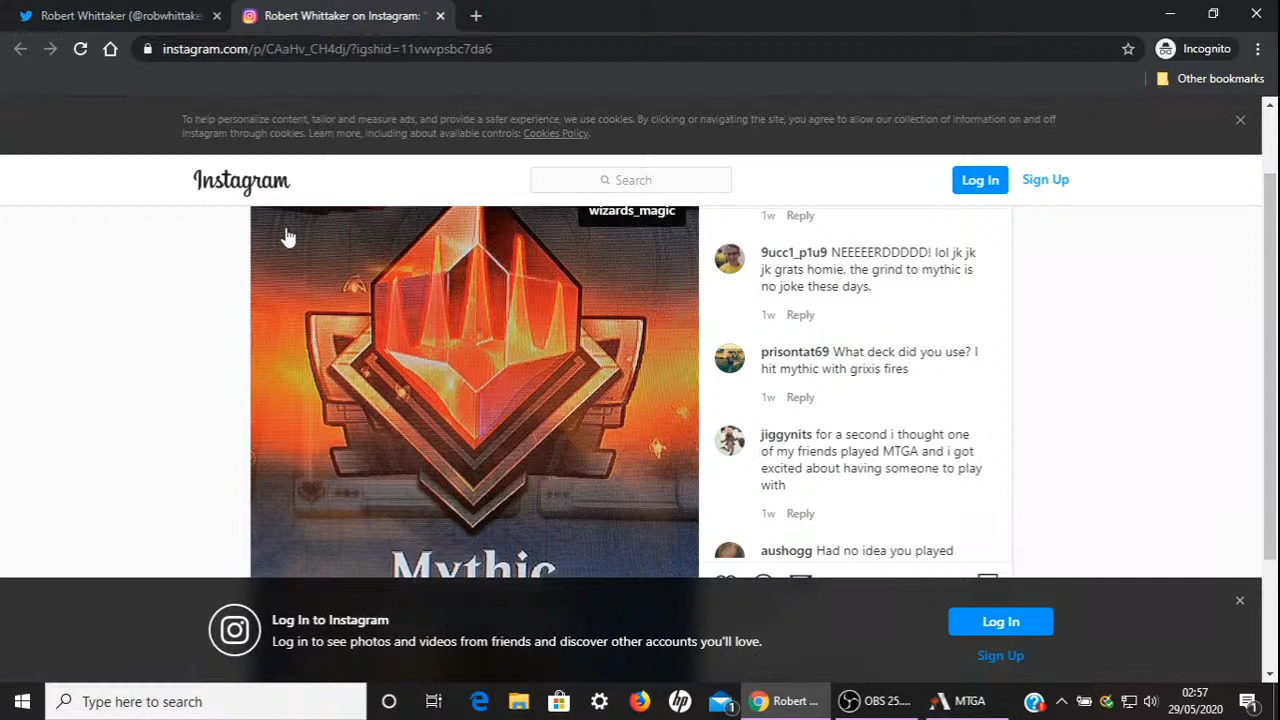 Robert Whittaker (@robwhittake
Robert Whittaker on Instagram: "
instagram.com/p/CAaHv_CH4dj/?igshid=11vwvpsbc7da6
Incognito
Other bookmarks
To help personalize content, tailor and measure ads, and provide a safer experience, we use cookies. By clicking or navigating the site, you agree to allow our collection of information on and off
Instagram through cookies. Learn more, including about available controls: Cookies Policy.
Instagram
Search
Log In
Sign Up
wizards_magic
Mythic
1w Reply
9ucc1_p1u9 NEEEEERDDDDD! lol jk jk
jk grats homie, the grind to mythic is
no joke these days.
1w Reply
prisontat69 What deck did you use? I
hit mythic with grixis fires
1w Reply
jiggynits for a second i thought one
of my friends played MTGA and i got
excited about having someone to play
with
1w Reply
aushogg Had no idea you played
Log In to Instagram
Log in to see photos and videos from friends and discover other accounts you'll love.
Log In
Sign Up
Type here to search
1
Robert ...
OBS 25....
MTGA
02:57
29/05/2020
1